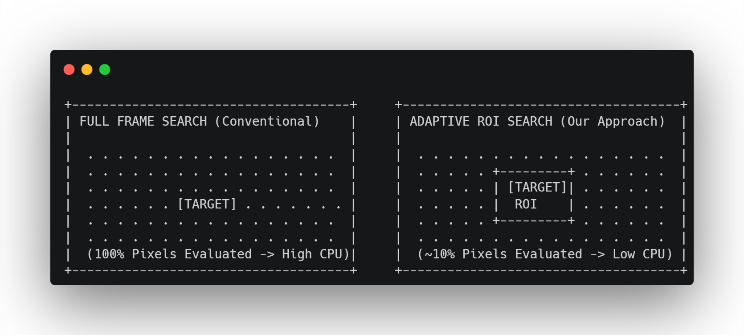 +-------------------------------------+     +--------------------------------------+
| FULL FRAME SEARCH (Conventional)    |     | ADAPTIVE ROI SEARCH (Our Approach)  |
|                                     |     |                                     |
|  . . . . . . . . . . . . . . . . .  |     |  . . . . . . . . . . . . . . . . .  |
|  . . . . . . . . . . . . . . . . .  |     |  . . . . . +---------+ . . . . . .  |
|  . . . . . . . . . . . . . . . . .  |     |  . . . . . | [TARGET]| . . . . . .  |
|  . . . . . . [TARGET] . . . . . . . |     |  . . . . . |  ROI    | . . . . . .  |
|  . . . . . . . . . . . . . . . . .  |     |  . . . . . +---------+ . . . . . .  |
|  . . . . . . . . . . . . . . . . .  |     |  . . . . . . . . . . . . . . . . .  |
|  (100% Pixels Evaluated -> High CPU)|     |  (~10% Pixels Evaluated -> Low CPU) |
+-------------------------------------+     +--------------------------------------+